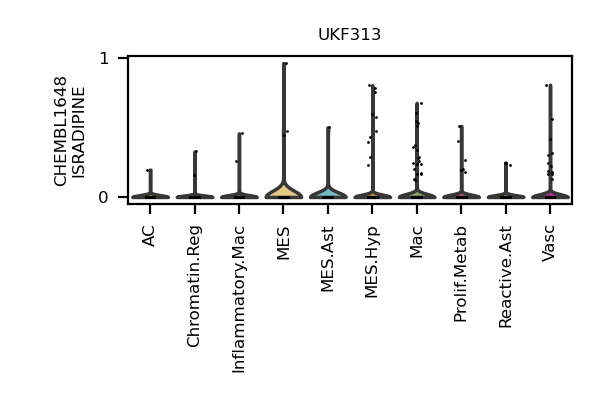 UKF313
CHEMBL1648
ISRADIPINE
1
0
AC
Chromatin.Reg
Inflammatory.Mac
MES
MES.Ast
MES.Hyp
Mac
Prolif.Metab
Reactive.Ast
Vasc